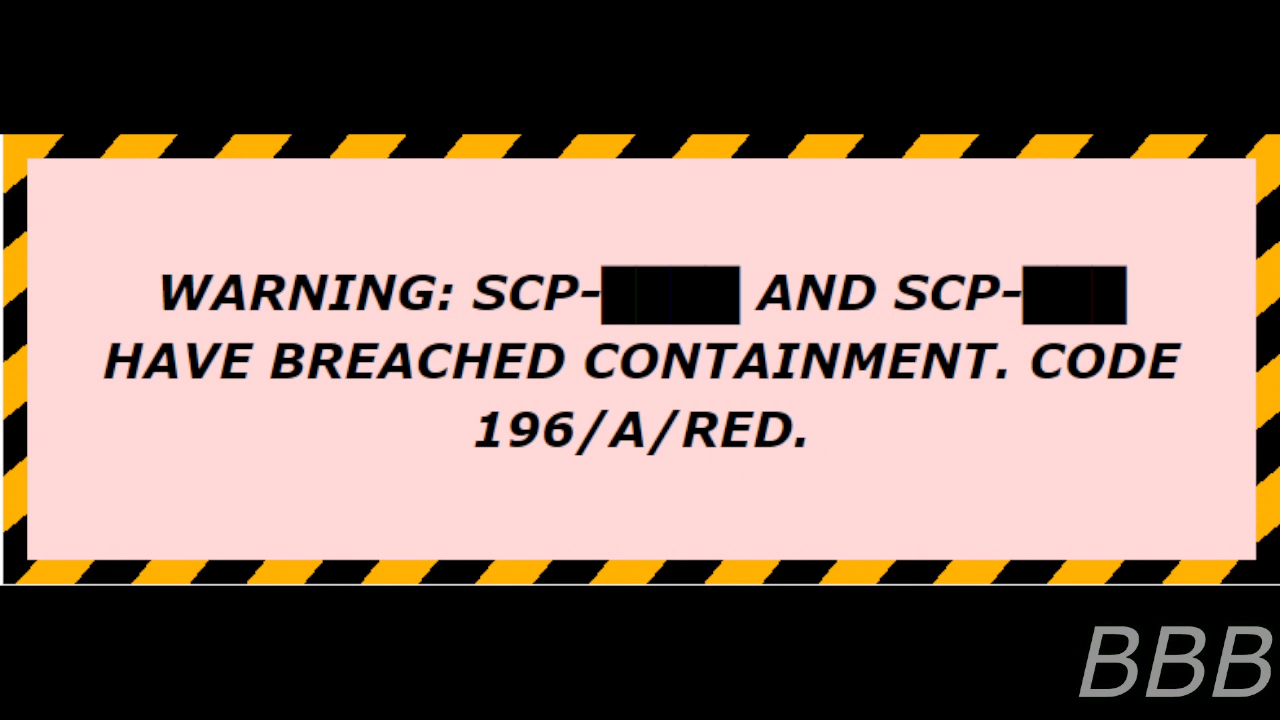 WARNING: SCP-████ AND SCP-███
HAVE BREACHED CONTAINMENT. CODE
196/A/RED.
BBB